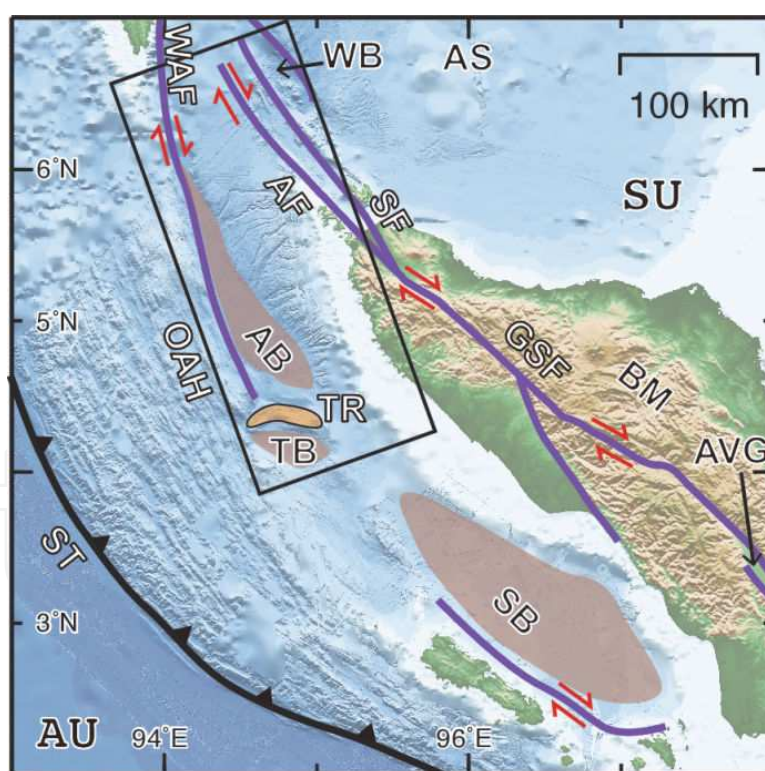 WAF
WB
AS
100 km
6°N
AF
SF
SU
5°N
OAH
AB
GSF
BM
TR
TB
AVG
ST
SB
3°N
AU
94°E
96°E